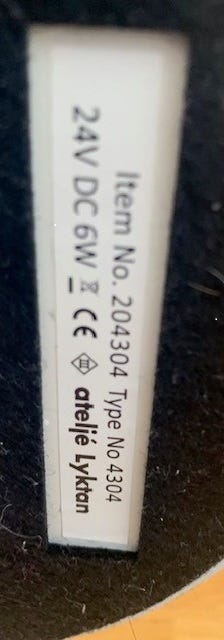 Item No. 204304 Type No 4304
24V DC 6W CE ateljé Lyktan